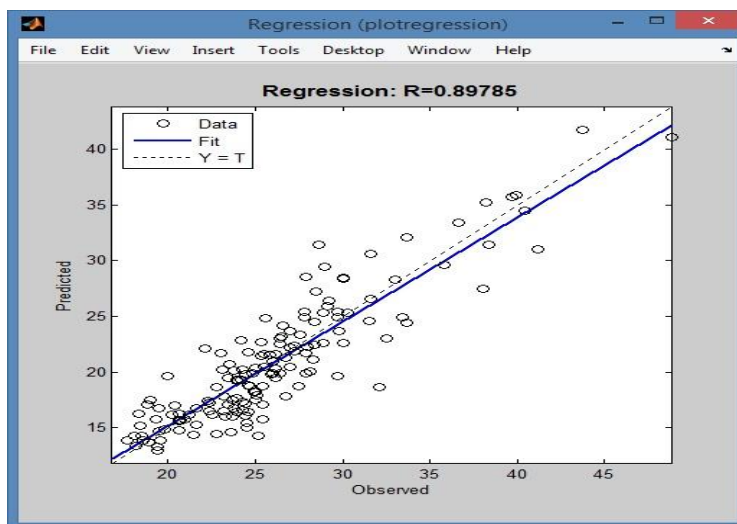 Regression (plotregression)
File Edit View Insert Tools Desktop Window Help
Regression: R=0.89785
Data
Fit
Y = T
40
35
30
25
20
15
Predicted
20 25 30 35 40 45
Observed